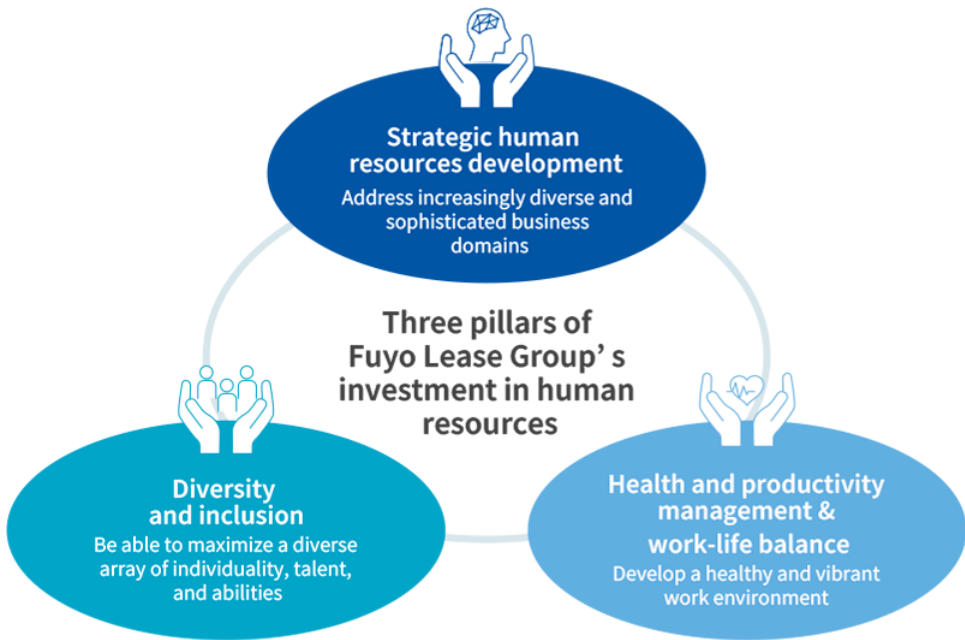 Strategic human
resources development
Address increasingly diverse and
sophisticated business
domains
Three pillars of
Fuyo Lease Group’ s
investment in human
resources
Diversity
and inclusion
Be able to maximize a diverse
array of individuality, talent,
and abilities
Health and productivity
management &
work-life balance
Develop a healthy and vibrant
work environment